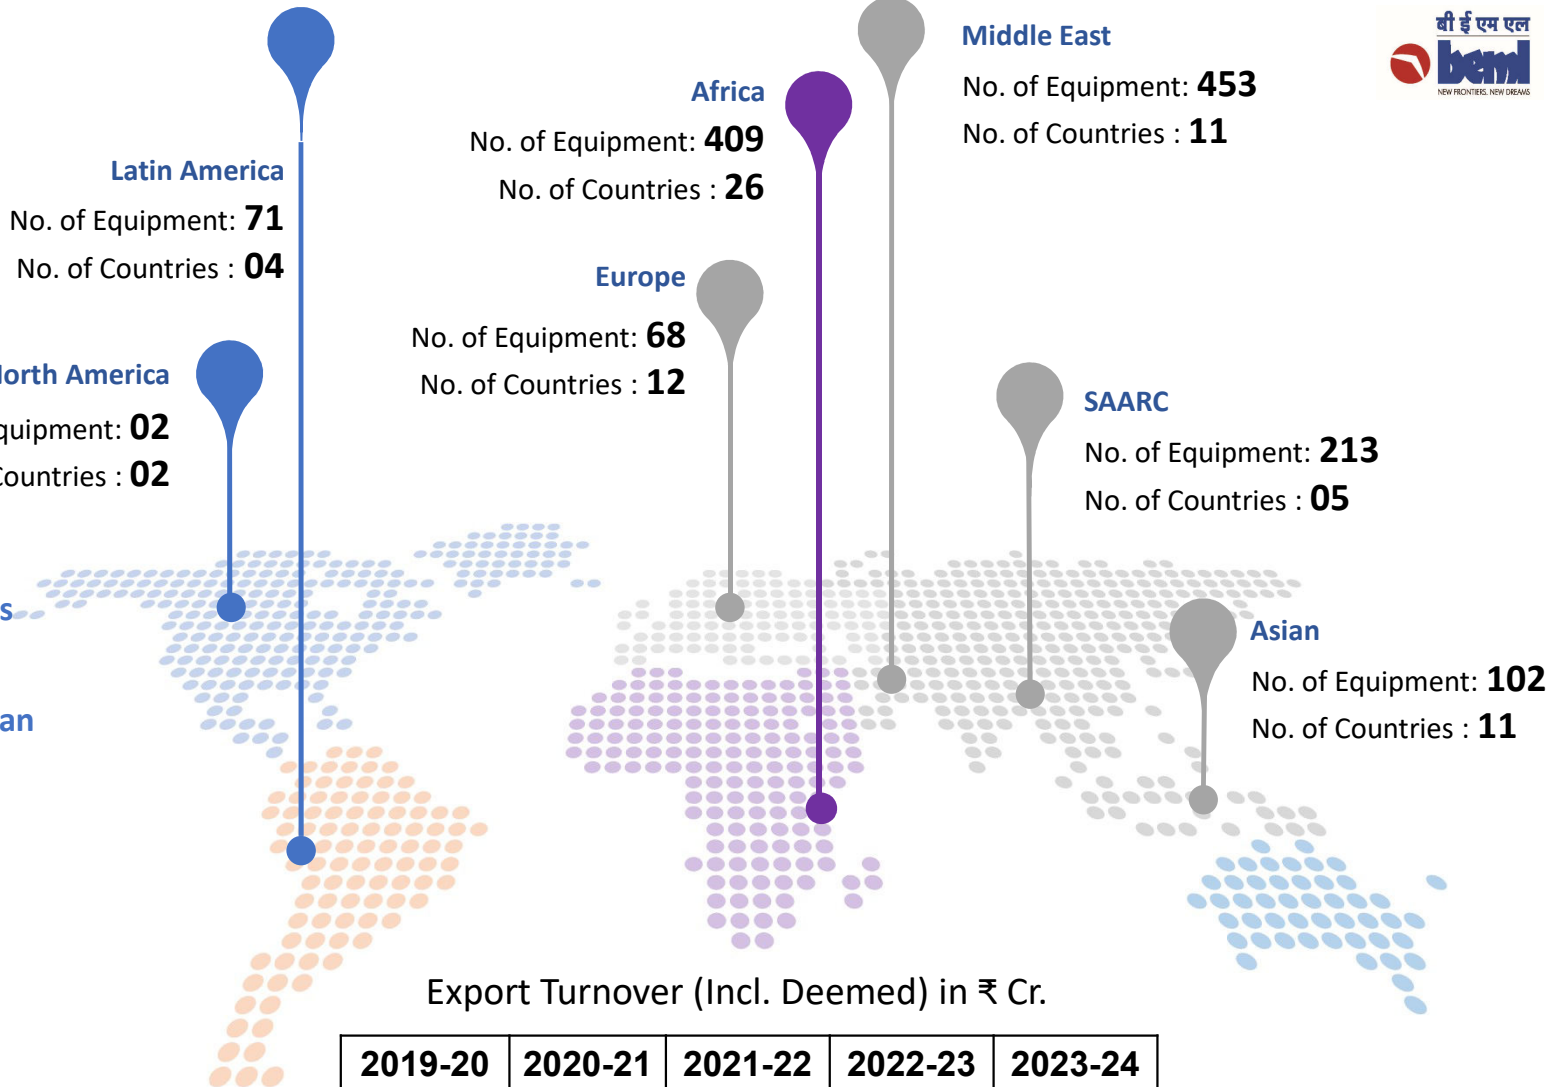 बी ई एम एल
beml
NEW FRONTIERS. NEW DREAMS
Middle East
No. of Equipment: 453
No. of Countries : 11
Africa
No. of Equipment: 409
No. of Countries : 26
Latin America
No. of Equipment: 71
No. of Countries : 04
Europe
No. of Equipment: 68
No. of Countries : 12
North America
quipment: 02
Countries : 02
SAARC
No. of Equipment: 213
No. of Countries : 05
s
Asian
No. of Equipment: 102
No. of Countries : 11
an
Export Turnover (Incl. Deemed) in ₹ Cr.
2019-20 2020-21 2021-22 2022-23 2023-24